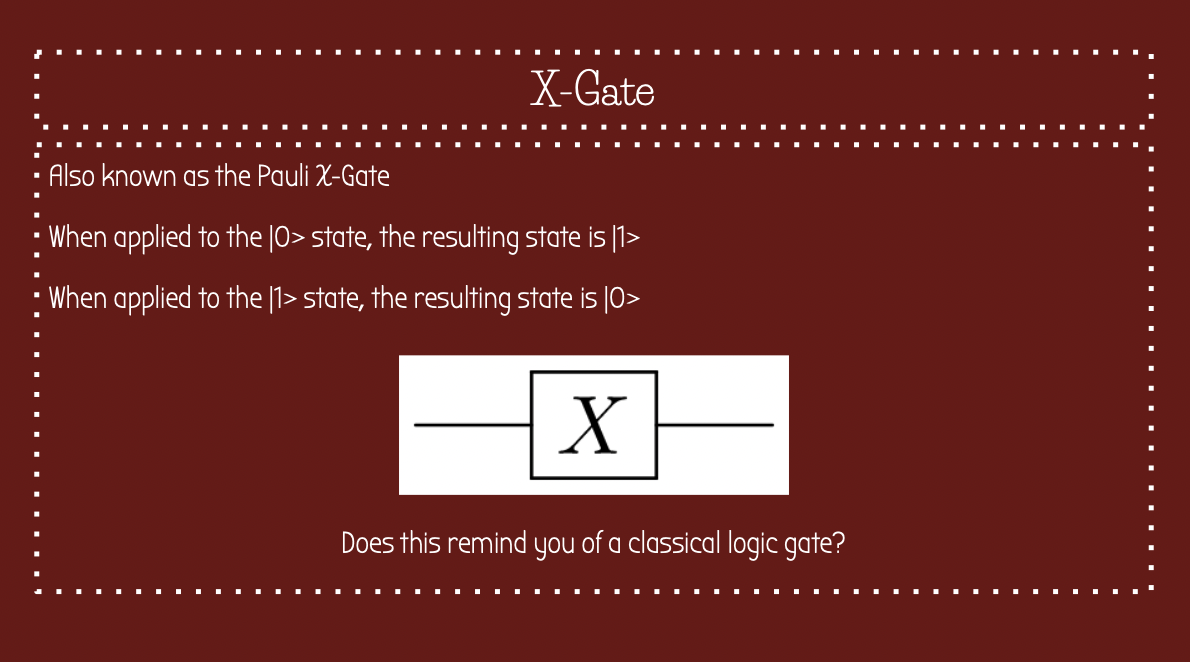 X-Gate
Also known as the Pauli X-Gate
When applied to the |0> state, the resulting state is |1>
When applied to the |1> state, the resulting state is |0>
X
Does this remind you of a classical logic gate?